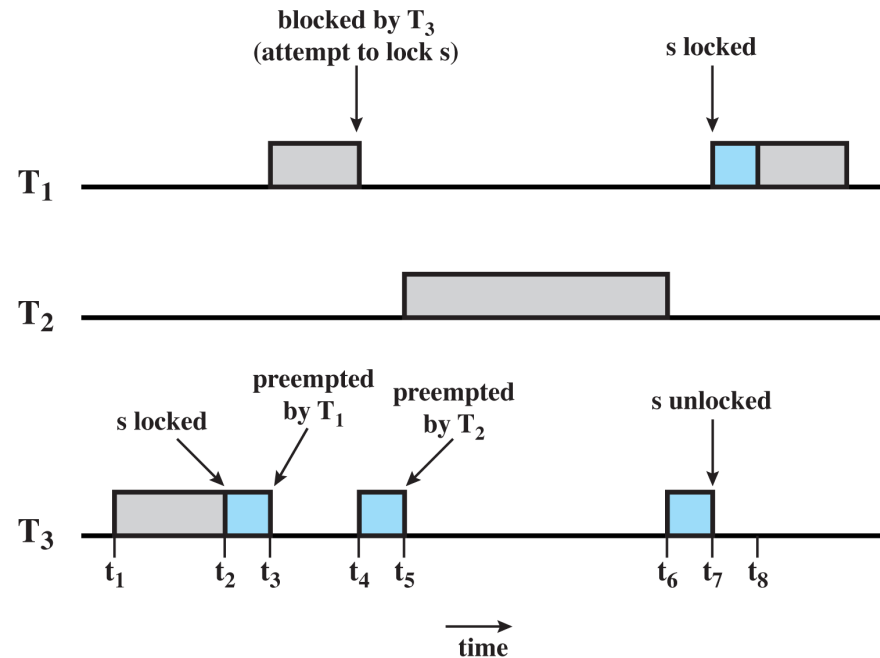 blocked by T3
(attempt to lock s)
s locked
T1
T2
s locked
preempted
by T1
preempted
by T2
s unlocked
T3
t1 t2 t3 t4 t5 t6 t7 t8
time